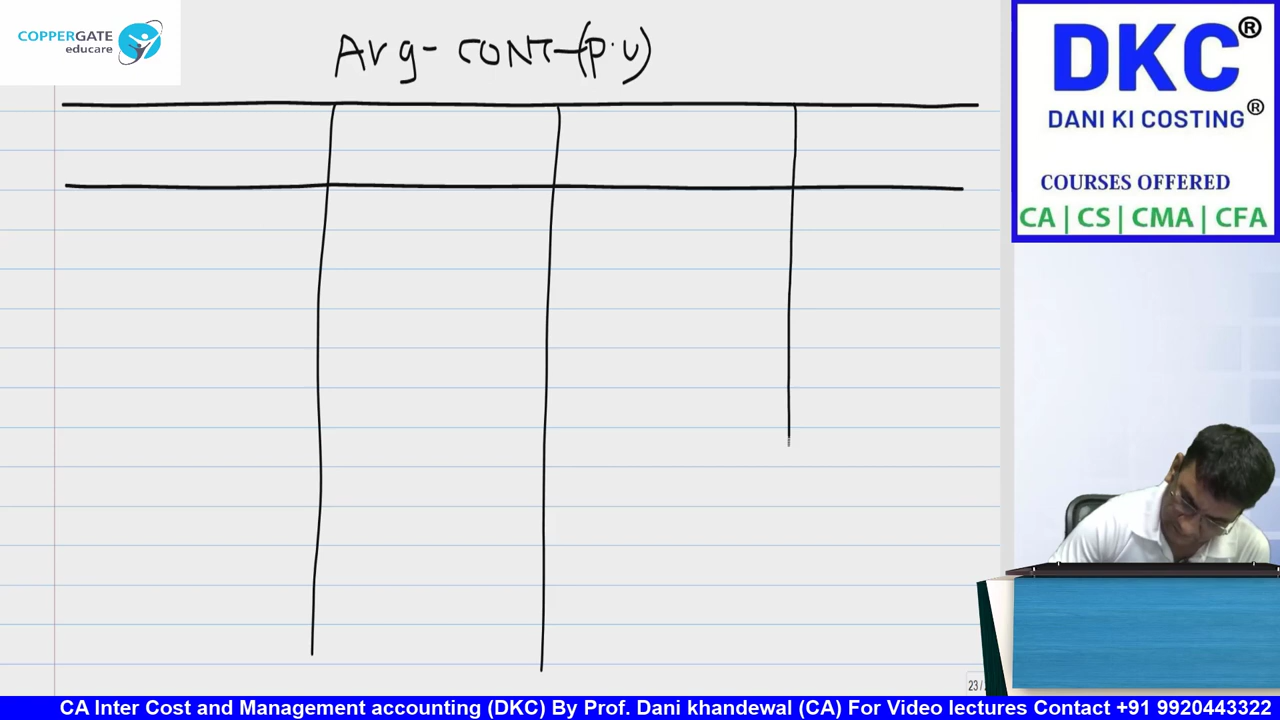 COPPERGATE
educare
Avg- CONT-(P.U)
DKC®
DANI KI COSTING®
COURSES OFFERED
CA | CS | CMA | CFA
CA Inter Cost and Management accounting (DKC) By Prof. Dani khandewal (CA) For Video lectures Contact +91 9920443322